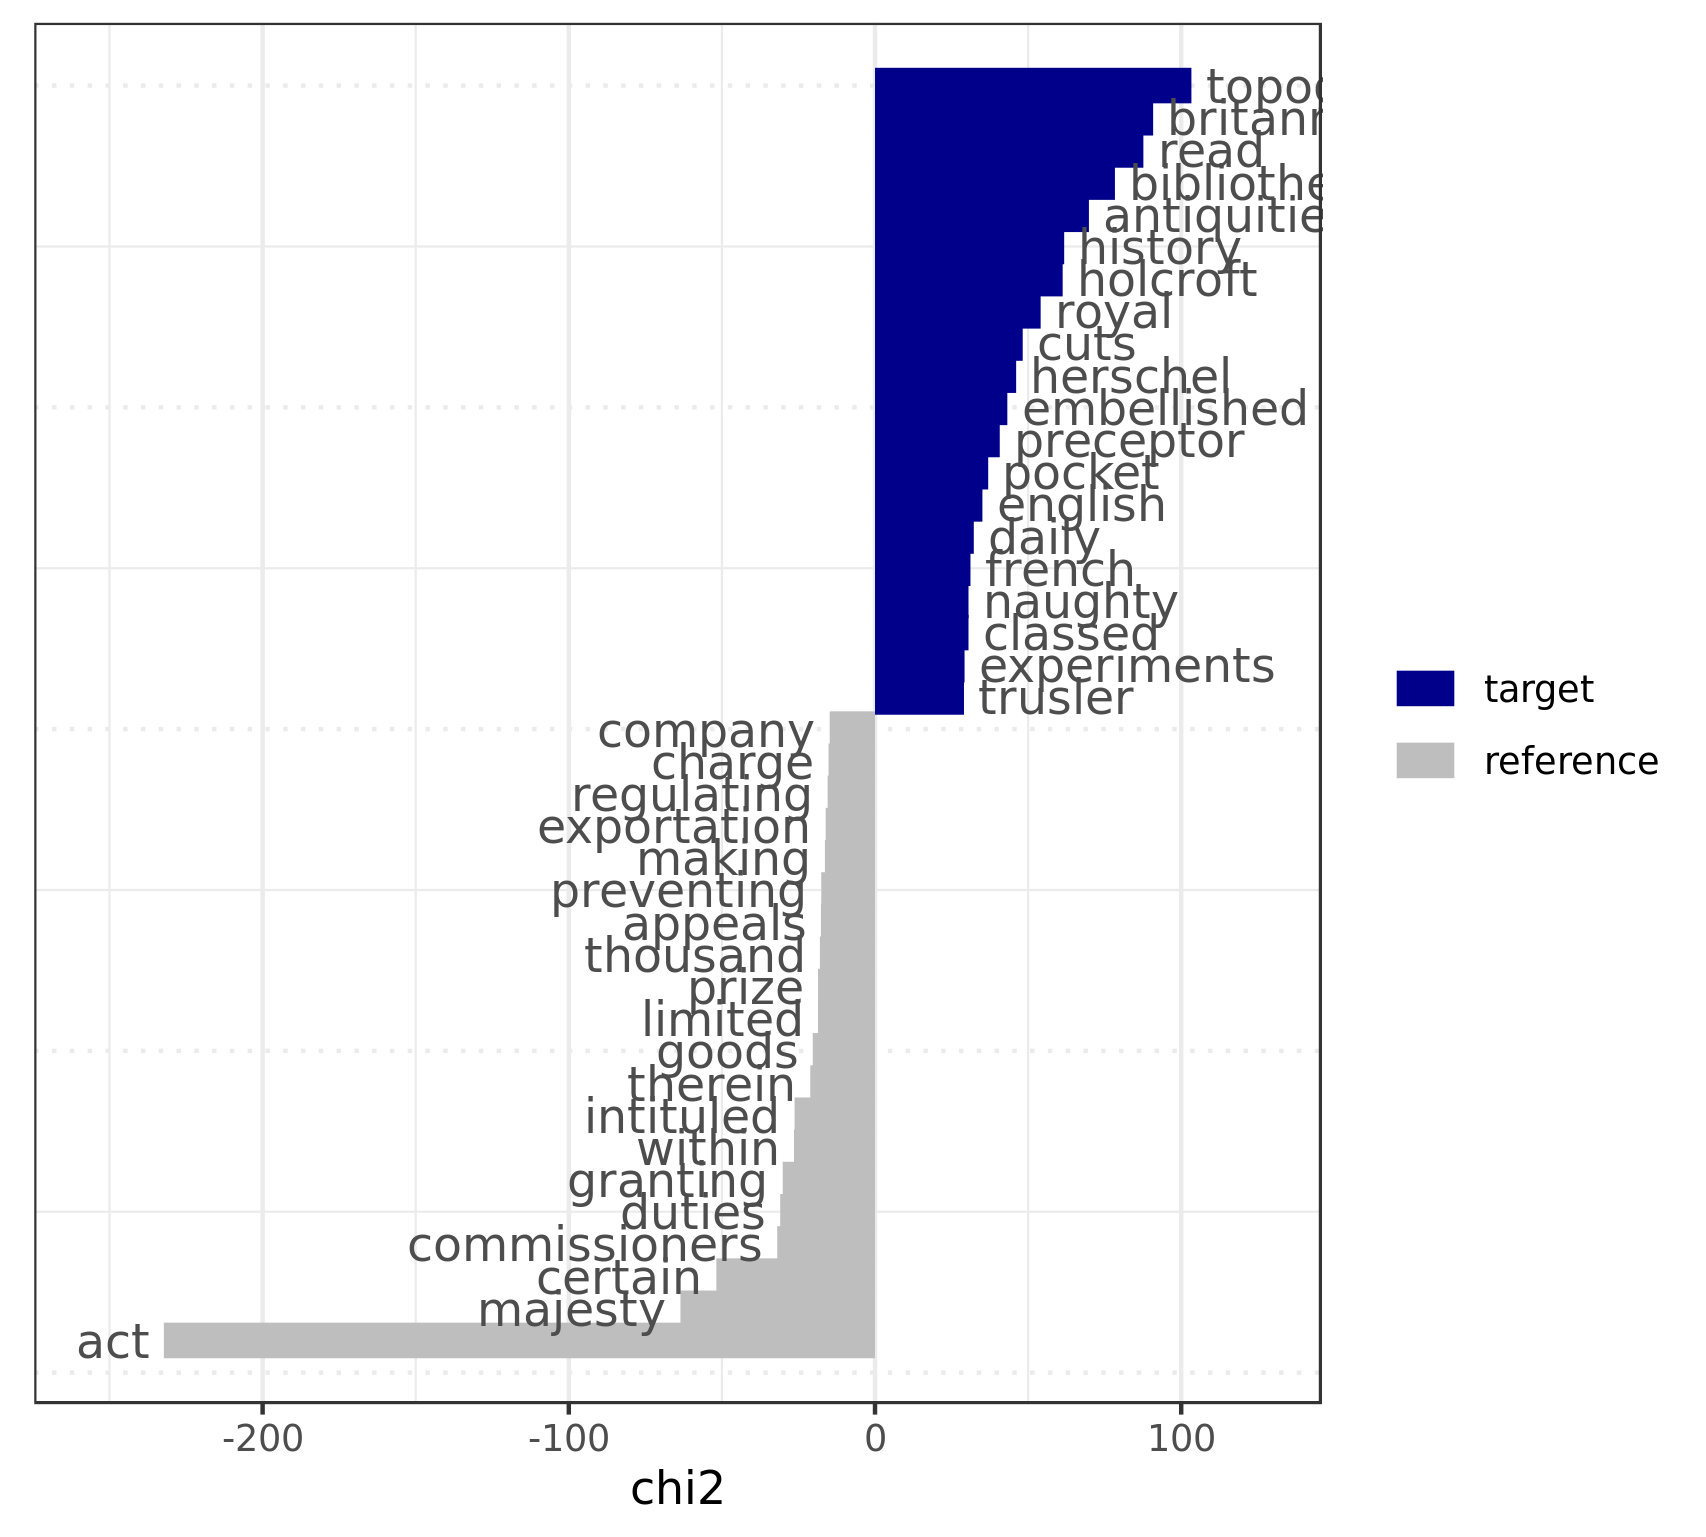 topog
britann
read
bibliothe
antiquitie
history
holcroft
royal
cuts
herschel
embellished
preceptor
pocket
english
daily
french
naughty
classed
experiments
trusler
company
charge
regulating
exportation
making
preventing
appeals
thousand
prize
limited
goods
therein
intituled
within
granting
duties
commissioners
certain
majesty
act
-200 -100 0 100
chi2
target
reference